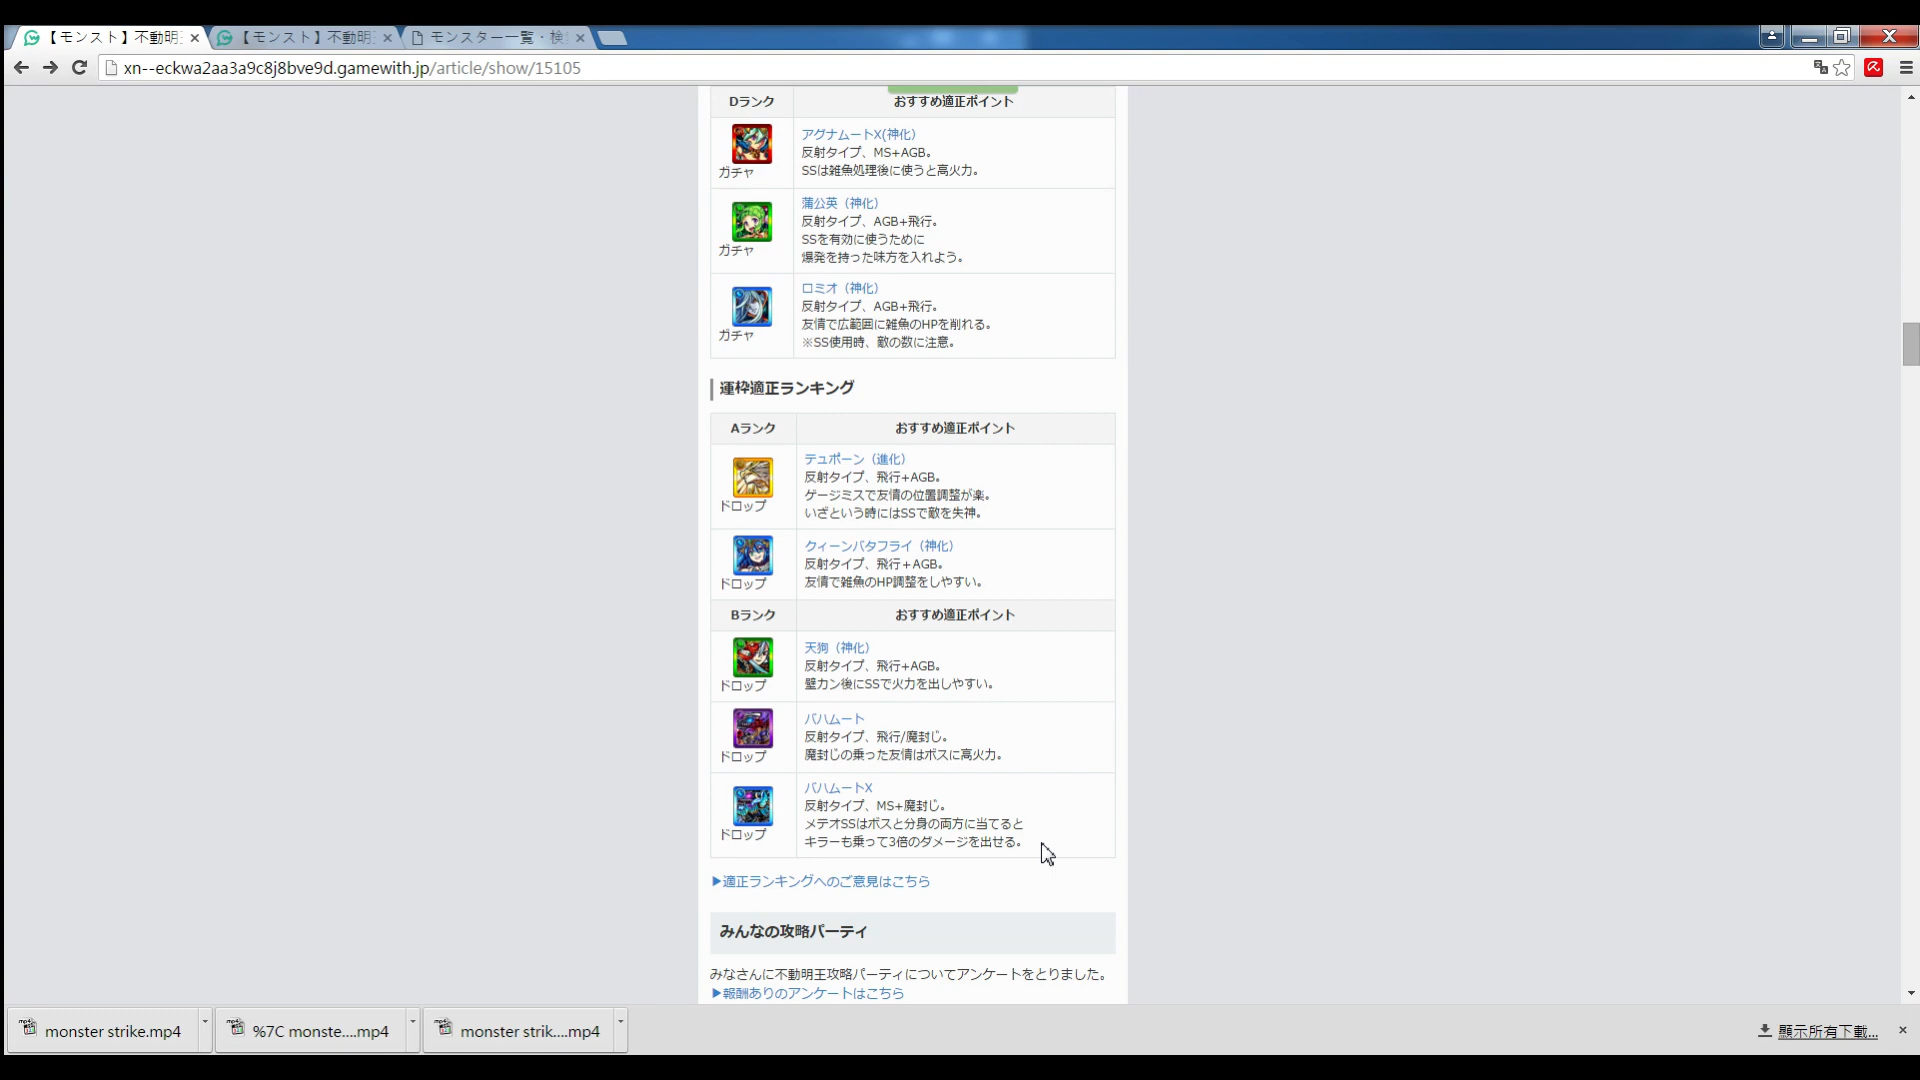 【モンスト】不動明
【モンスト】不動明
モンスター一覧・検
xn--eckwa2aa3a9c8j8bve9d.gamewith.jp/article/show/15105
Dランク おすすめ適正ポイント
アグナムートX(神化)
反射タイプ、MS+AGB。
SSは雑魚処理後に使うと高火力。
ガチャ
蒲公英（神化）
反射タイプ、AGB+飛行。
SSを有効に使うために
爆発を持った味方を入れよう。
ガチャ
ロミオ（神化）
反射タイプ、AGB+飛行。
友情で広範囲に雑魚のHPを削れる。
※SS使用時、敵の数に注意。
ガチャ
運枠適正ランキング
Aランク おすすめ適正ポイント
テュポーン（進化）
反射タイプ、飛行+AGB。
ゲージミスで友情の位置調整が楽。
いざという時にはSSで敵を失神。
ドロップ
クィーンバタフライ（神化）
反射タイプ、飛行＋AGB。
友情で雑魚のHP調整をしやすい。
ドロップ
Bランク おすすめ適正ポイント
天狗（神化）
反射タイプ、飛行+AGB。
壁カン後にSSで火力を出しやすい。
ドロップ
バハムート
反射タイプ、飛行/魔封じ。
魔封じの乗った友情はボスに高火力。
ドロップ
バハムートX
反射タイプ、MS+魔封じ。
メテオSSはボスと分身の両方に当てると
キラーも乗って3倍のダメージを出せる。
ドロップ
▶適正ランキングへのご意見はこちら
みんなの攻略パーティ
みなさんに不動明王攻略パーティについてアンケートをとりました。
▶報酬ありのアンケートはこちら
monster strike.mp4
%7C monste....mp4
monster strik....mp4
顯示所有下載...